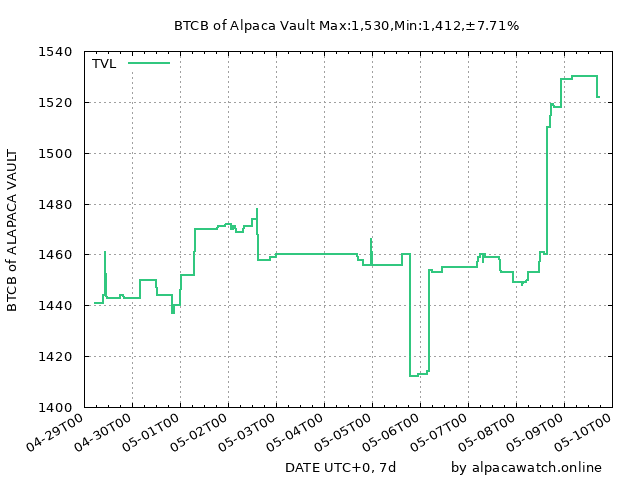 BTCB of Alpaca Vault Max:1,530,Min:1,412,±7.71%
TVL
BTCB of ALAPACA VAULT
1540
1520
1500
1480
1460
1440
1420
1400
04-29T00
04-30T00
05-01T00
05-02T00
05-03T00
05-04T00
05-05T00
05-06T00
05-07T00
05-08T00
05-09T00
05-10T00
DATE UTC+0, 7d
by alpacawatch.online